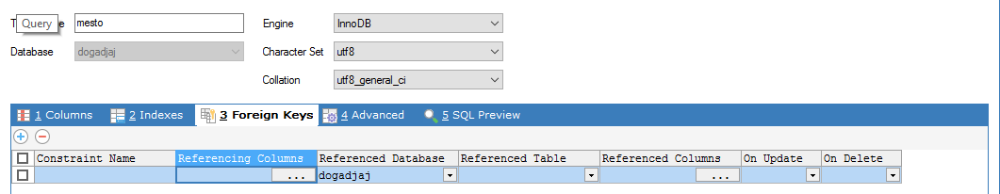 Query
mesto
Engine
InnoDB
Database
dogadjaj
Character Set
utf8
Collation
utf8_general_ci
1 Columns
2 Indexes
3 Foreign Keys
4 Advanced
5 SQL Preview
Constraint Name
Referencing Columns
Referenced Database
Referenced Table
Referenced Columns
On Update
On Delete
...
dogadjaj
...